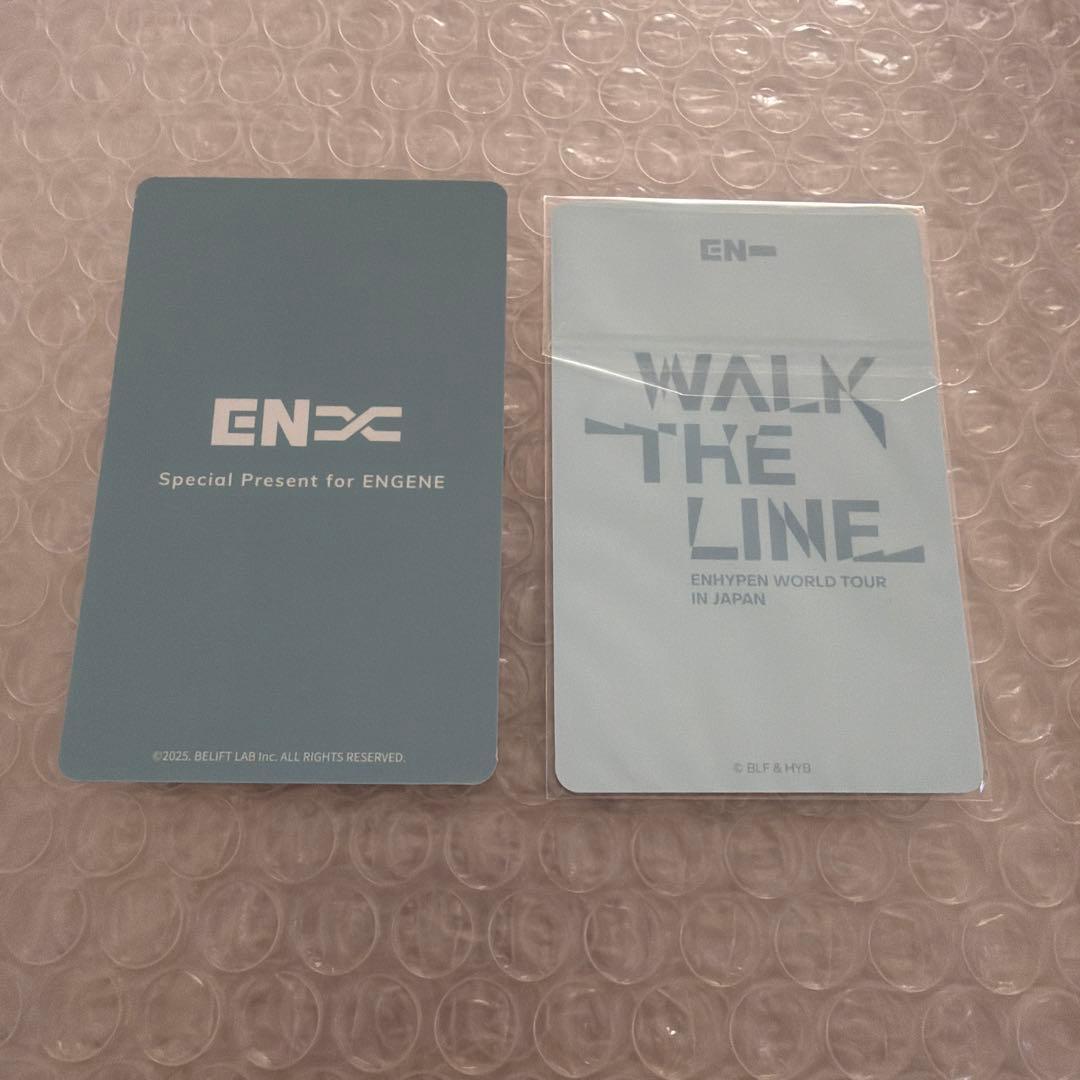 EN
Special Present for ENGENE
©2025. BELIFT LAB Inc. ALL RIGHTS RESERVED.
EN-
WALK
THE
LINE
ENHYPEN WORLD TOUR
IN JAPAN
© BLF & HYB